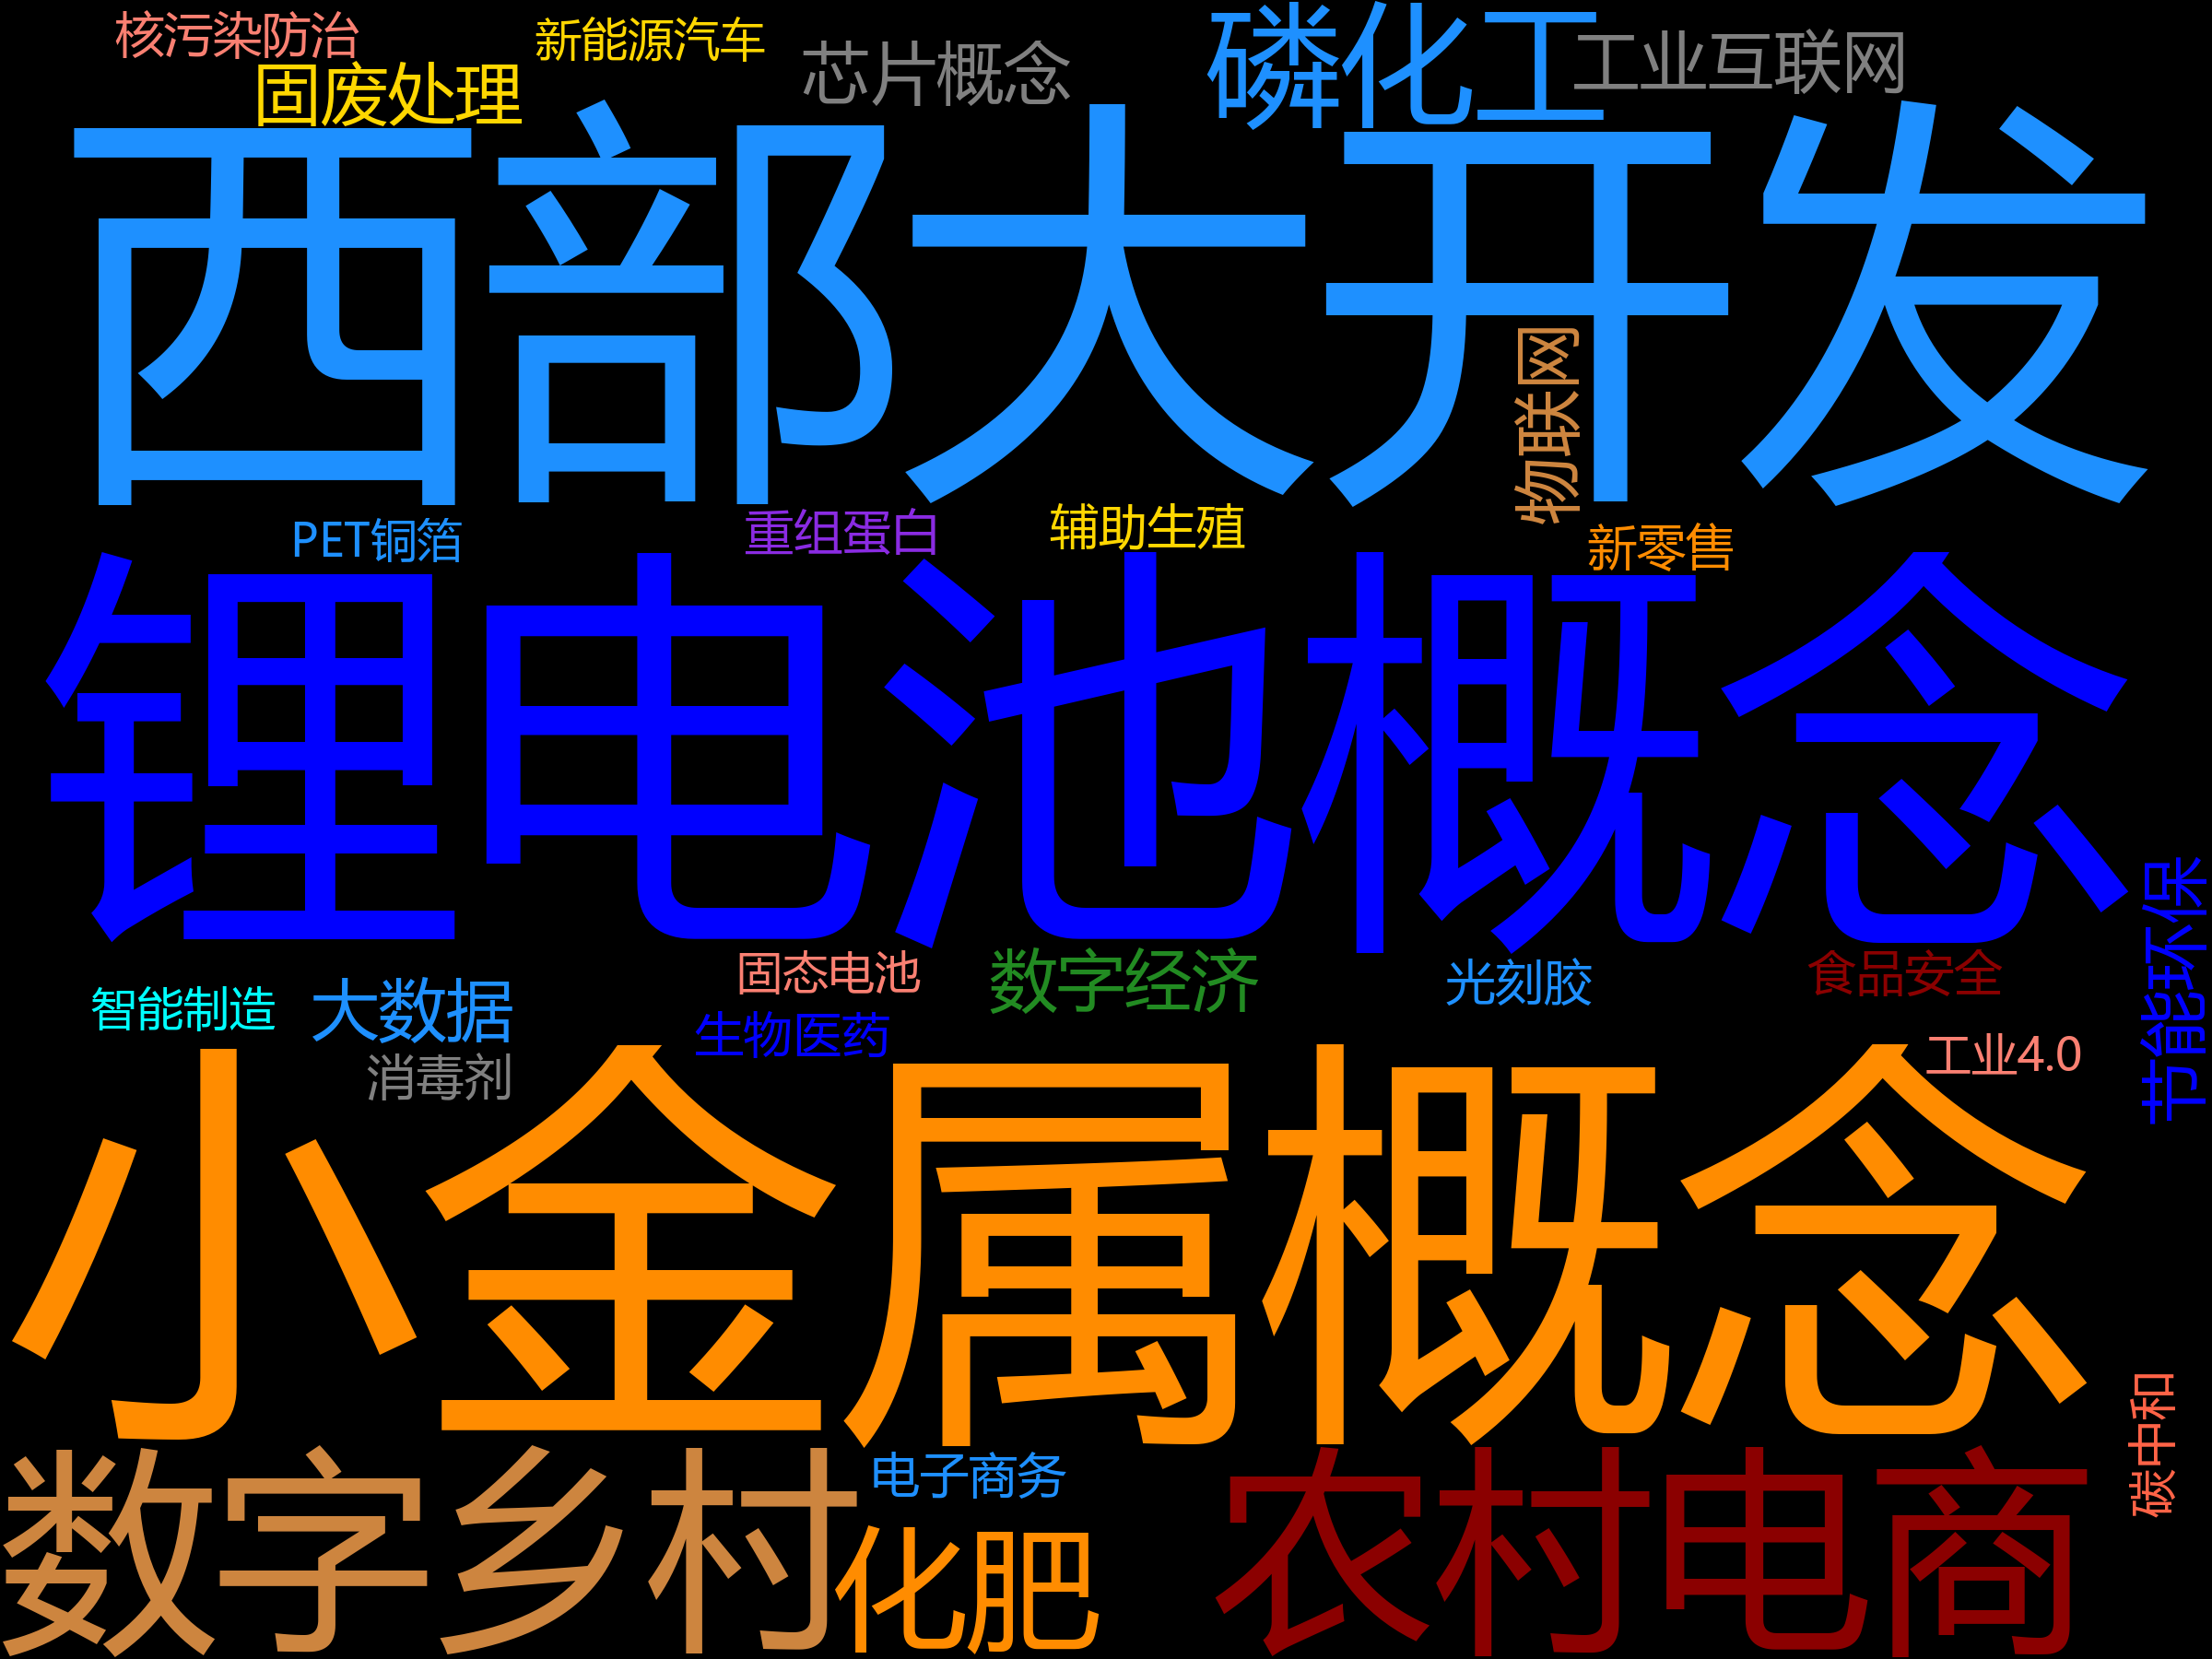 核污染防治
新能源汽车
芯片概念
磷化工
工业互联网
固废处理
西部大开发
物联网
PET铜箔
重组蛋白
辅助生殖
新零售
锂电池概念
节能环保
固态电池
数字经济
光刻胶
食品安全
智能制造
大数据
生物医药
工业4.0
消毒剂
小金属概念
碳中和
数字乡村
电子商务
化肥
农村电商